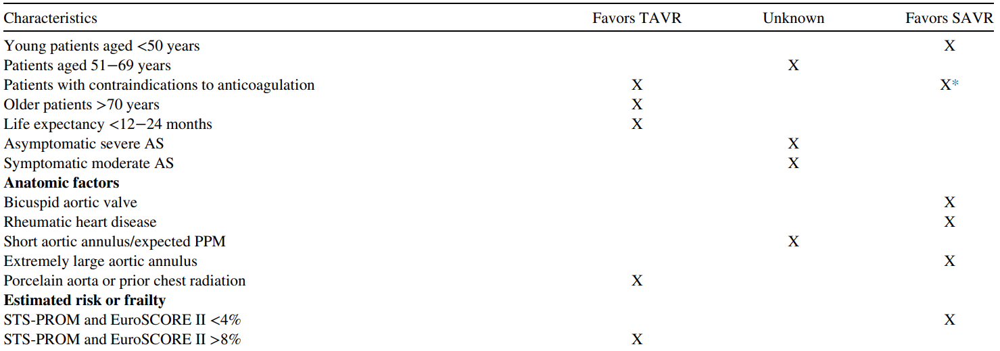 Characteristics Favors TAVR Unknown Favors SAVR
Young patients aged <50 years X
Patients aged 51−69 years X
Patients with contraindications to anticoagulation X X*
Older patients >70 years X
Life expectancy <12−24 months X
Asymptomatic severe AS X
Symptomatic moderate AS X
Anatomic factors
Bicuspid aortic valve X
Rheumatic heart disease X
Short aortic annulus/expected PPM X
Extremely large aortic annulus X
Porcelain aorta or prior chest radiation X
Estimated risk or frailty
STS-PROM and EuroSCORE II <4% X
STS-PROM and EuroSCORE II >8% X